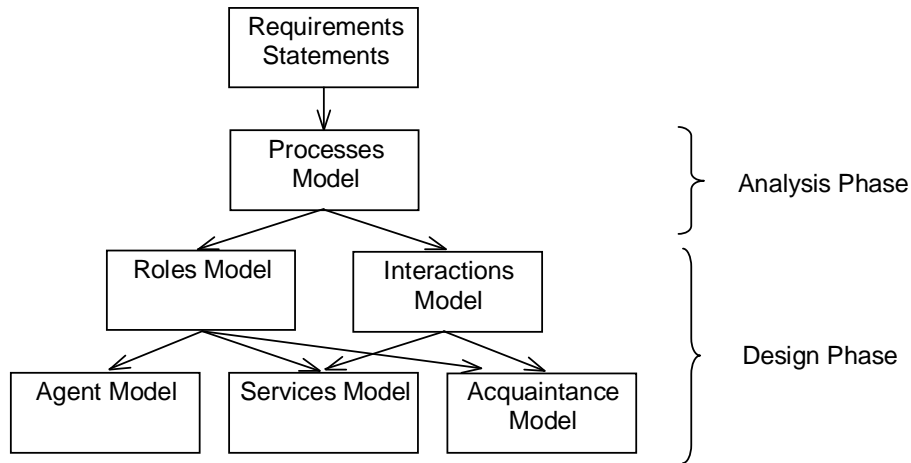 Requirements
Statements
Processes
Model
Analysis Phase
Roles Model
Interactions
Model
Design Phase
Agent Model
Services Model
Acquaintance
Model